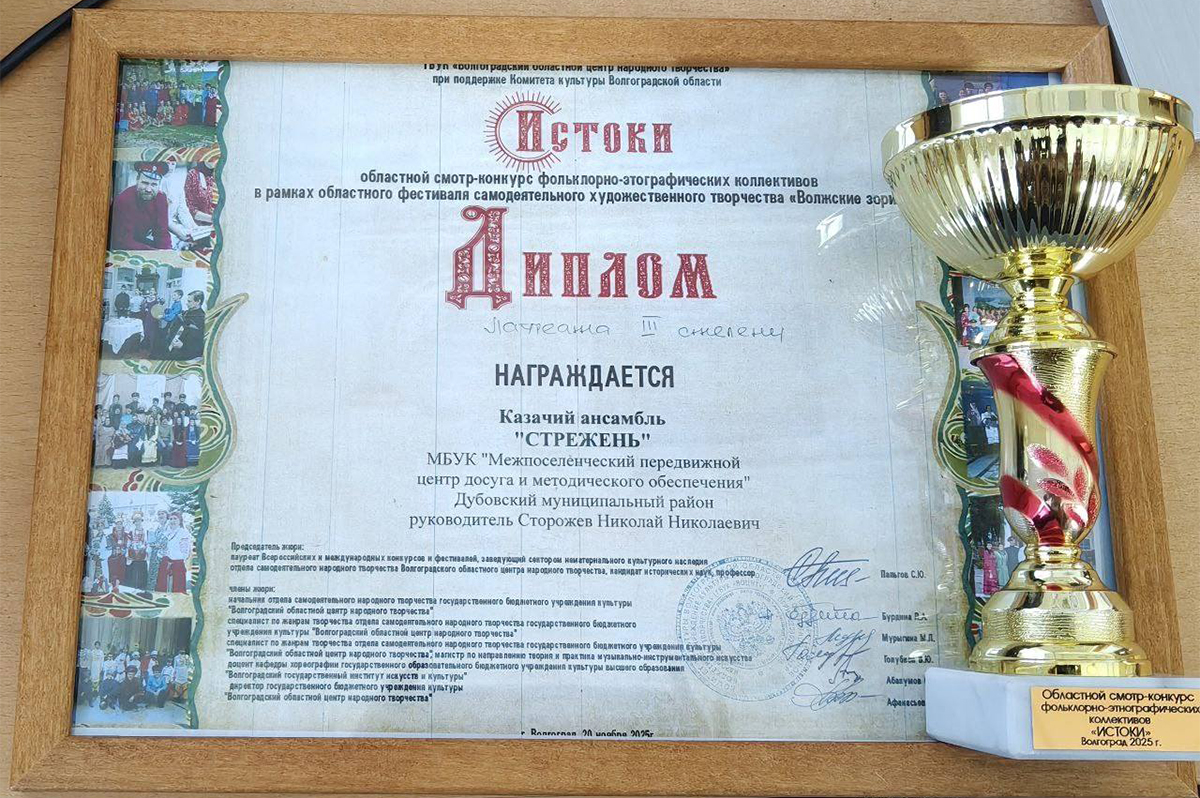 ГБУК «Волгоградский областной центр народного творчества»
при поддержке Комитета культуры Волгоградской области
Истоки
областной смотр-конкурс фольклорно-этографических коллективов
в рамках областного фестиваля самодеятельного художественного творчества «Волжские зори
Диплом
Лауреата III степени
НАГРАЖДАЕТСЯ
Казачий ансамбль
"СТРЕЖЕНЬ"
МБУК "Межпоселенческий передвижной
центр досуга и методического обеспечения"
Дубовский муниципальный район
руководитель Сторожев Николай Николаевич
Председатель жюри:
лауреат Всероссийских и международных конкурсов и фестивалей, заведующий сектором нематериального культурного наследия
отдела самодеятельного народного творчества Волгоградского областного центра народного творчества, кандидат исторических наук, профессор
Пальгов С.Ю.
члены жюри:
начальник отдела самодеятельного народного творчества государственного бюджетного учреждения культуры
"Волгоградский областной центр народного творчества"
Бурдина
специалист по жанрам творчества отдела самодеятельного народного творчества государственного бюджетного
учреждения культуры "Волгоградский областной центр народного творчества"
Мурыгина М.Д.
специалист по жанрам творчества отдела самодеятельного народного творчества государственного бюджетного учреждения культуры
"Волгоградский областной центр народного творчества", магистр по направлению теория и практика музыкально-инструментального искусства
Голубкин
доцент кафедры хореографии государственного образовательного бюджетного учреждения культуры высшего образования
"Волгоградский государственный институт искусств и культуры"
директор государственного бюджетного учреждения культуры
"Волгоградский областной центр народного творчества"
г. Волгоград, 20 ноября 2025г.
Областной смотр-конкурс
фольклорно-этнографических
коллективов
«ИСТОКИ»
Волгоград 2025 г.